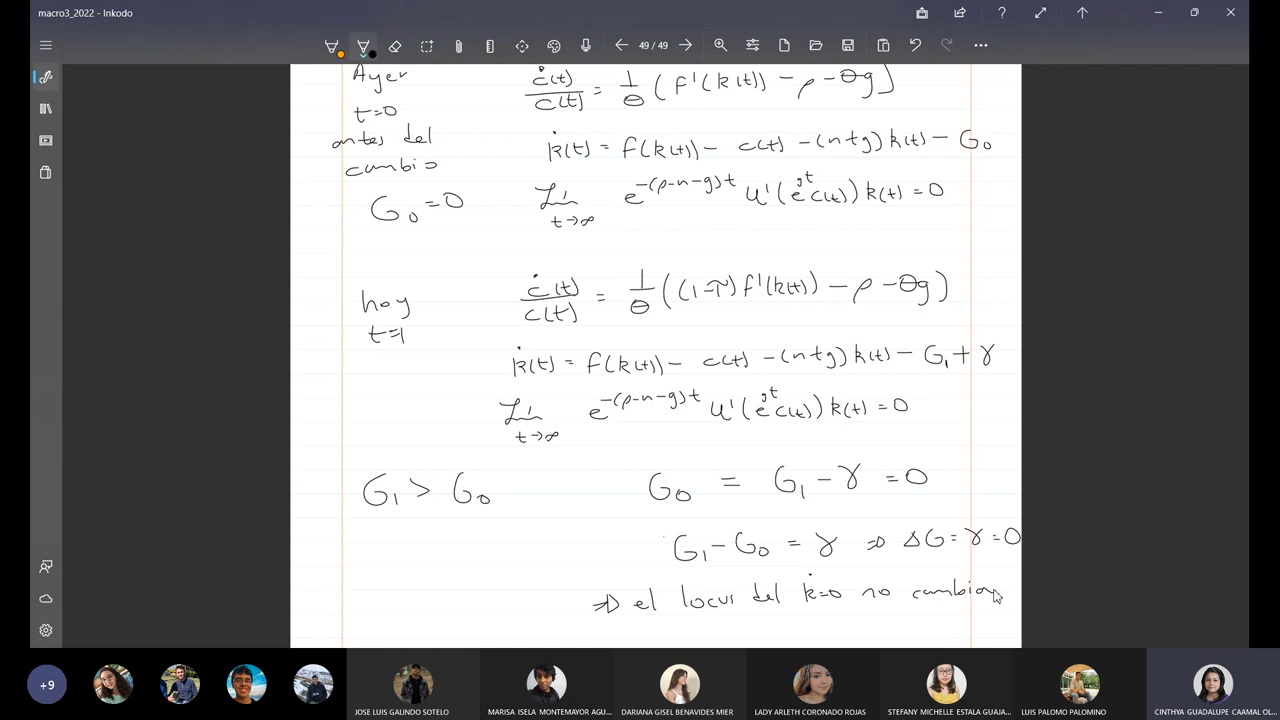 macro3_2022 - Inkodo
49 / 49
Ayer
t=0
antes del
cambio
G₀ = 0
ċ(t)/c(t) = 1/θ (f'(k(t)) - ρ - θg)
k̇(t) = f(k(t)) - c(t) - (n+g) k(t) - G₀
Lim t→∞ e^{-(ρ-n-g)t} u'(e^{gt} c(t)) k(t) = 0
hoy
t=1
ċ(t)/c(t) = 1/θ ((1-τ) f'(k(t)) - ρ - θg)
k̇(t) = f(k(t)) - c(t) - (n+g) k(t) - G₁ + γ
Lim t→∞ e^{-(ρ-n-g)t} u'(e^{gt} c(t)) k(t) = 0
G₁ > G₀
G₀ = G₁ - γ = 0
G₁ - G₀ = γ ⇒ ΔG = γ = 0
⇒ el locus del k̇=0 no cambia
+9
JOSE LUIS GALINDO SOTELO
MARISA ISELA MONTEMAYOR AGU...
DARIANA GISEL BENAVIDES MIER
LADY ARLETH CORONADO ROJAS
STEFANY MICHELLE ESTALA GUAJA...
LUIS PALOMO PALOMINO
CINTHYA GUADALUPE CAAMAL OL...